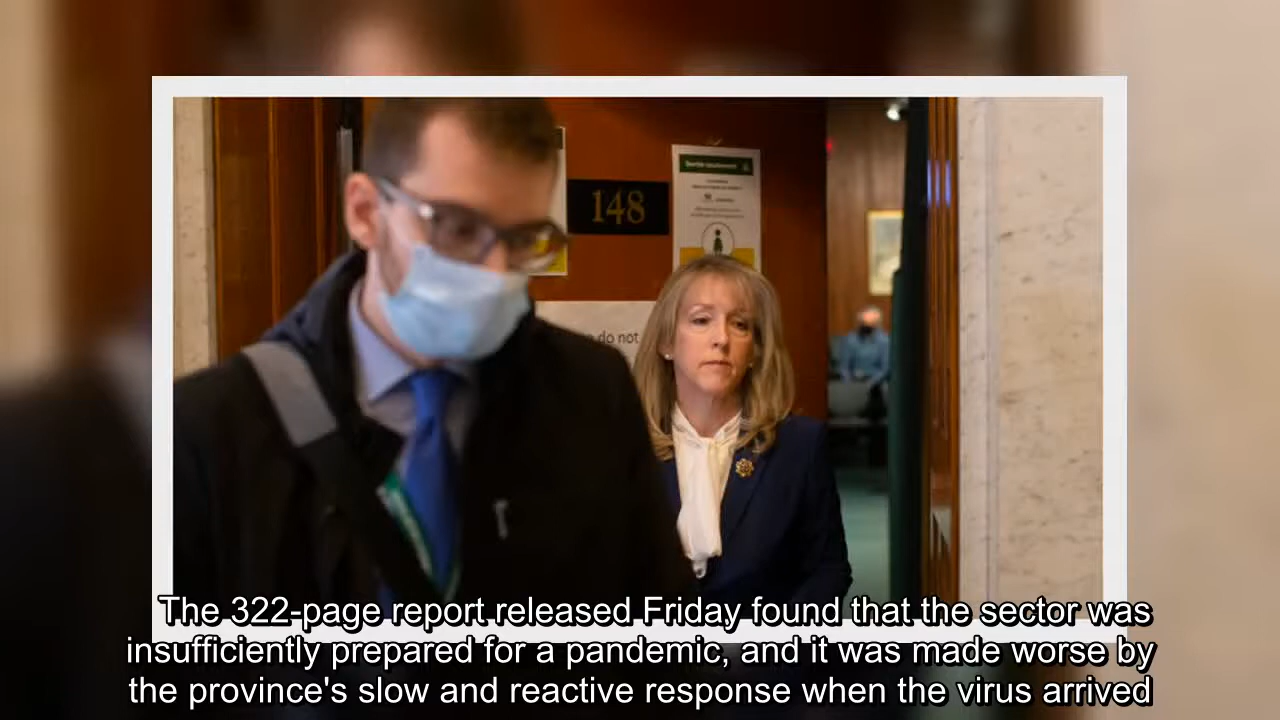 148
do not
The 322-page report released Friday found that the sector was
insufficiently prepared for a pandemic, and it was made worse by
the province's slow and reactive response when the virus arrived